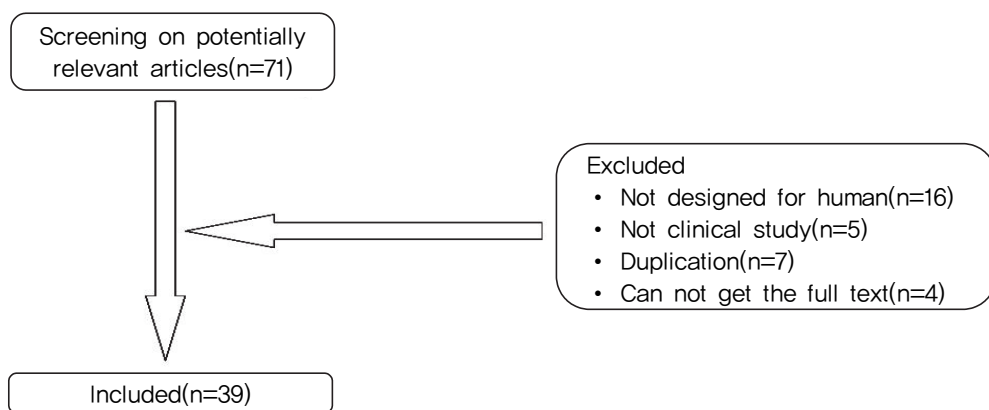 Screening on potentially
relevant articles(n=71)
Excluded
• Not designed for human(n=16)
• Not clinical study(n=5)
• Duplication(n=7)
• Can not get the full text(n=4)
Included(n=39)